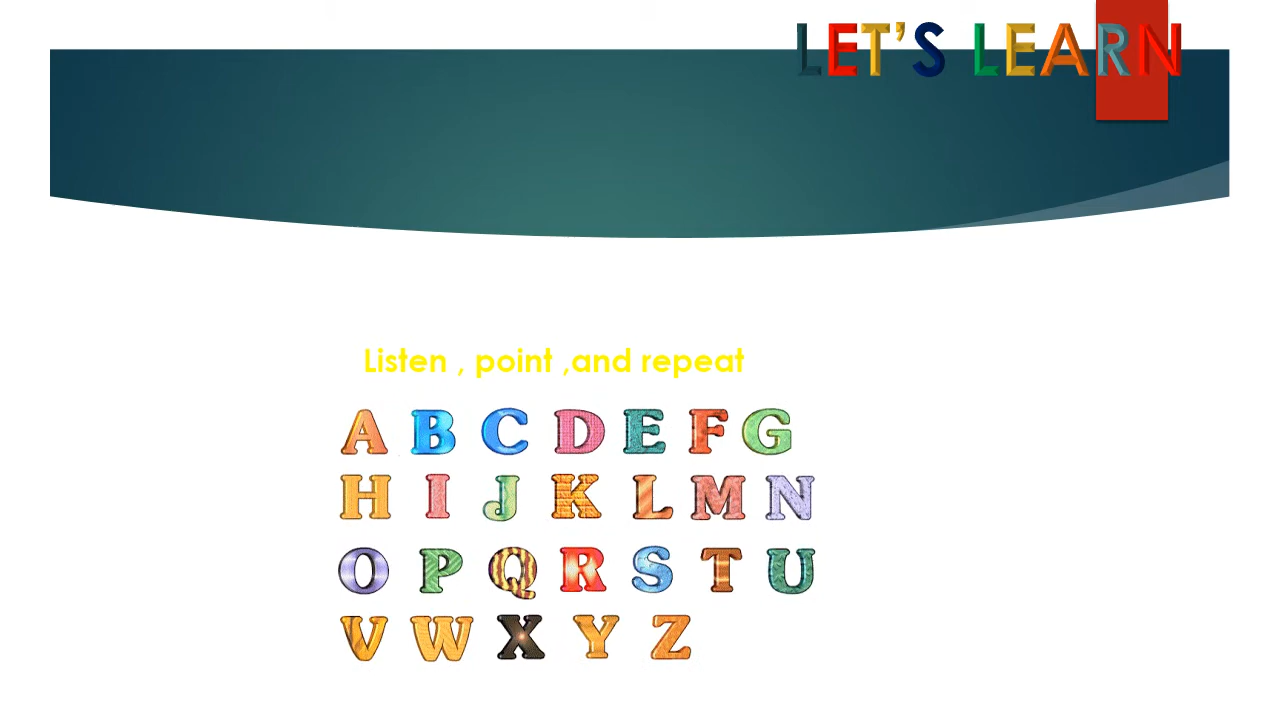 LET’S LEARN
Listen , point ,and repeat
A B C D E F G
H I J K L M N
O P Q R S T U
V W X Y Z